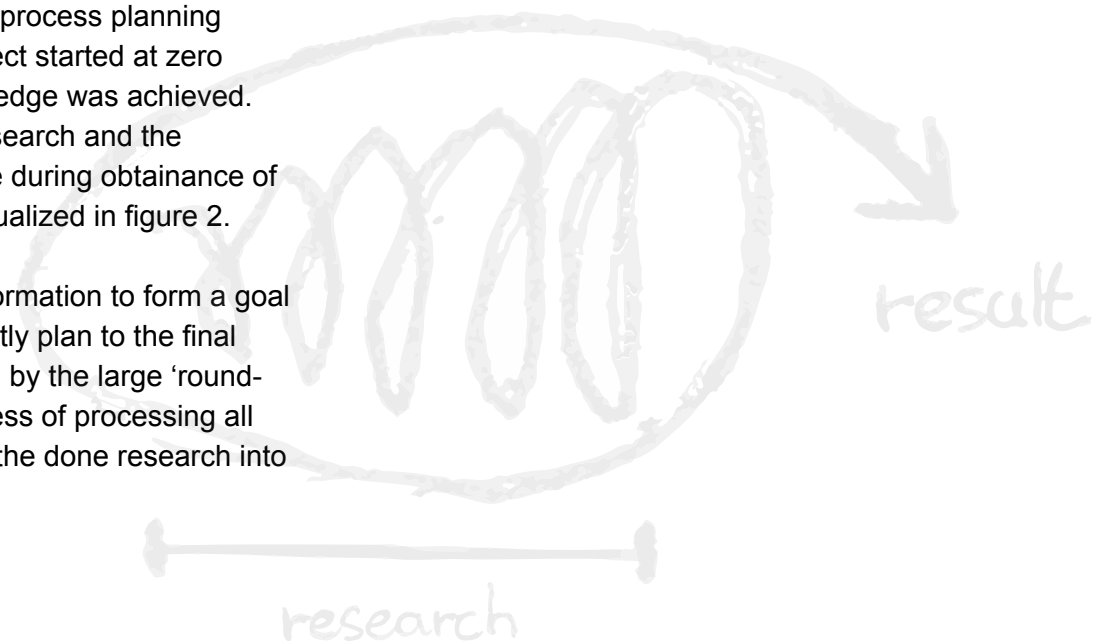 process planning
ect started at zero
edge was achieved.
search and the
e during obtainance of
ualized in figure 2.
ormation to form a goal
tly plan to the final
by the large ‘round-
ess of processing all
the done research into
result
research